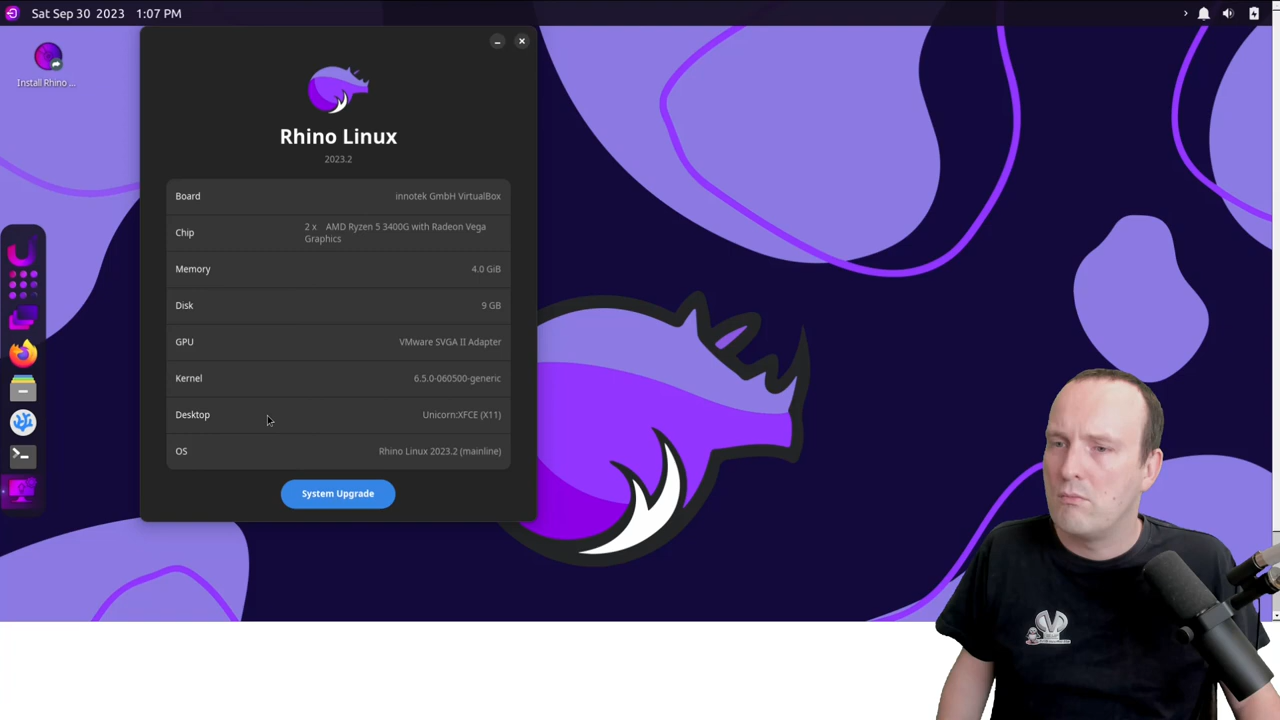 Sat Sep 30 2023 1:07 PM
Install Rhino ...
Rhino Linux
2023.2
Board innotek GmbH VirtualBox
Chip 2 x AMD Ryzen 5 3400G with Radeon Vega
Graphics
Memory 4.0 GiB
Disk 9 GB
GPU VMware SVGA II Adapter
Kernel 6.5.0-060500-generic
Desktop Unicorn:XFCE (X11)
OS Rhino Linux 2023.2 (mainline)
System Upgrade